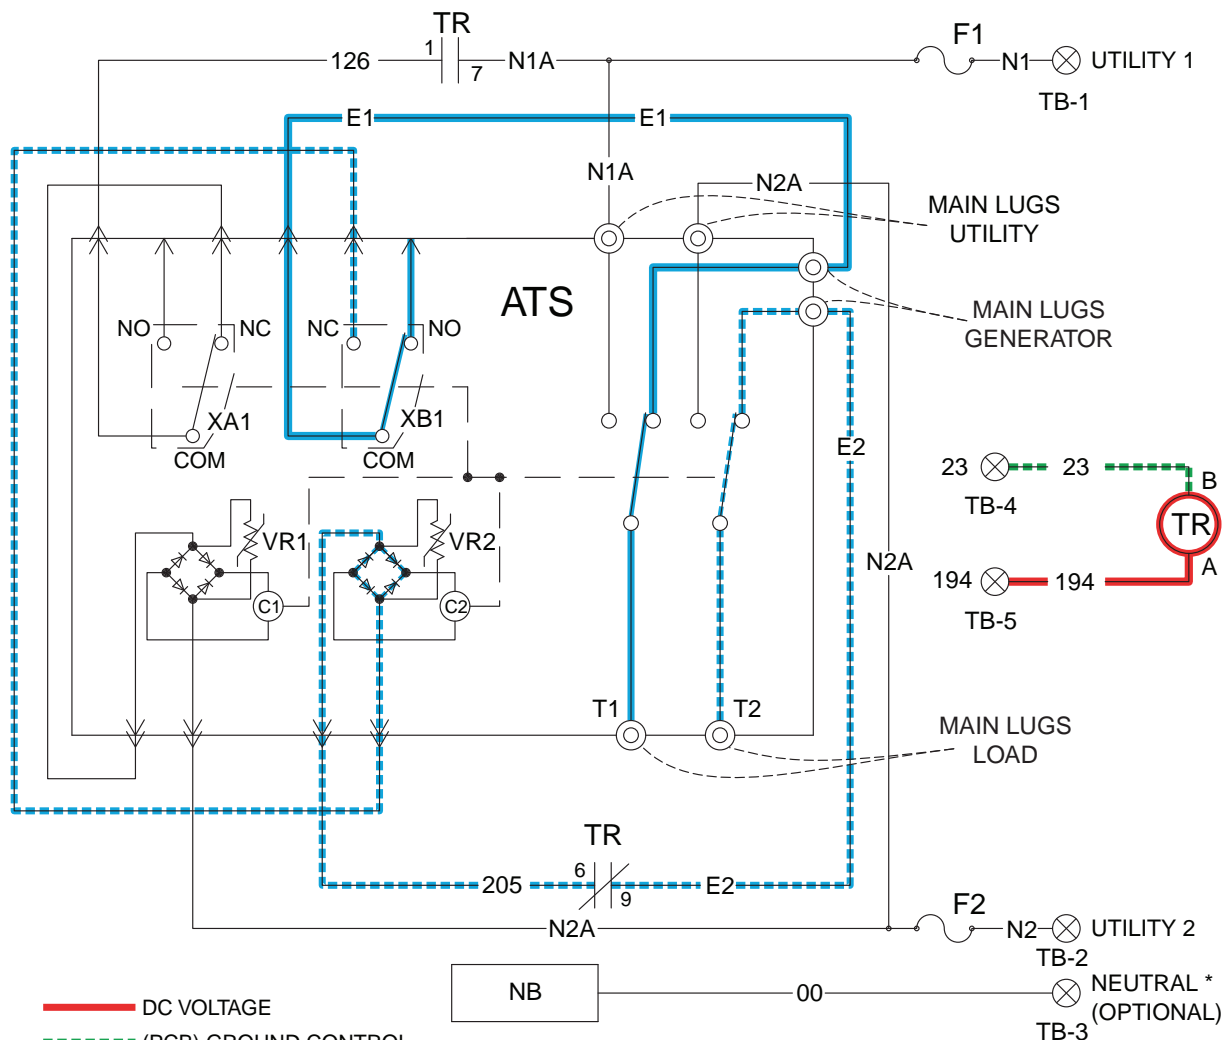 TR
F1
126
1
7
N1A
N1
UTILITY 1
TB-1
E1
E1
N1A
N2A
MAIN LUGS
UTILITY
ATS
MAIN LUGS
GENERATOR
NO
NC
NC
NO
XA1
XB1
COM
COM
E2
23
23
B
TB-4
TR
VR1
VR2
N2A
194
194
A
TB-5
C1
C2
T1
T2
MAIN LUGS
LOAD
TR
6
9
205
E2
F2
N2A
N2
UTILITY 2
TB-2
NB
00
NEUTRAL *
(OPTIONAL)
TB-3
DC VOLTAGE
(PCB) GROUND CONTROL